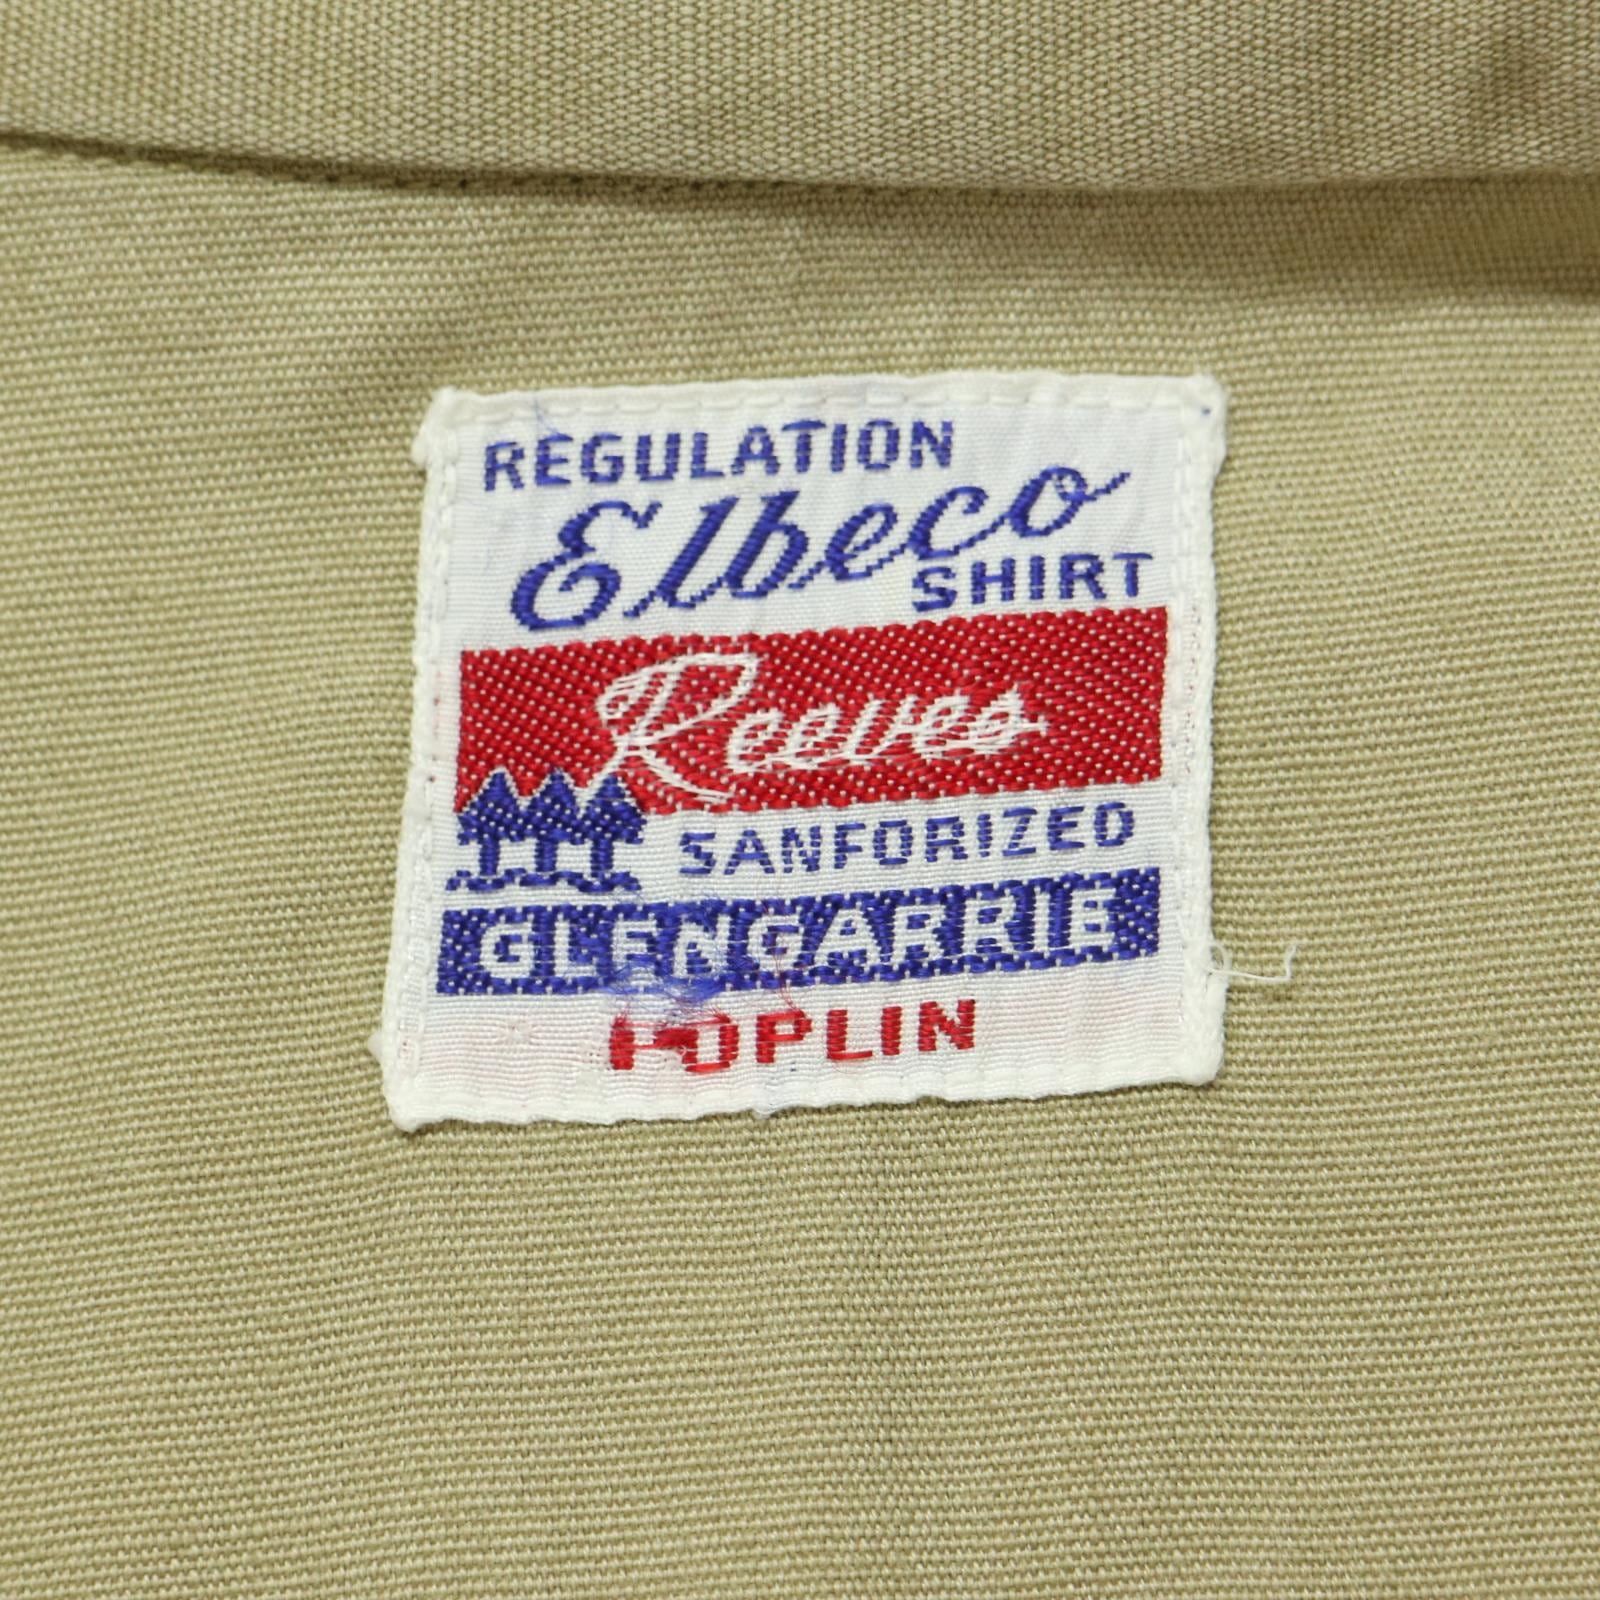 REGULATION
Elbeco
SHIRT
Reeves
SANFORIZED
GLENGARRIE
POPLIN